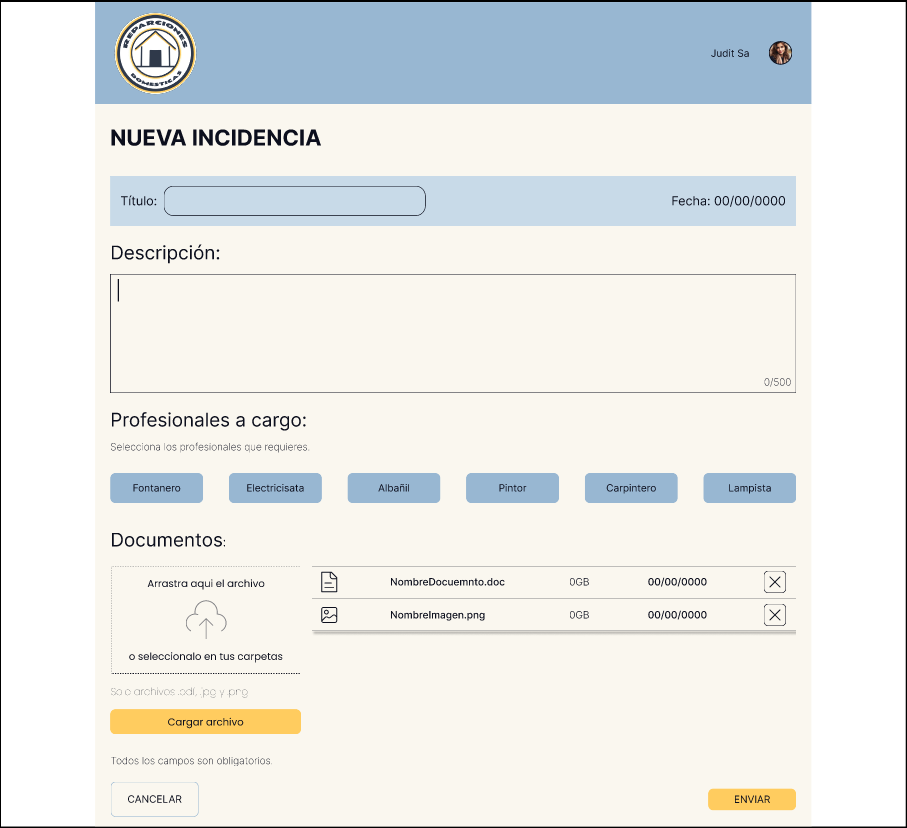 REPARCIONES
DOMESTICAS
Judit Sa
NUEVA INCIDENCIA
Título:
Fecha: 00/00/0000
Descripción:
0/500
Profesionales a cargo:
Selecciona los profesionales que requieres.
Fontanero
Electricisata
Albañil
Pintor
Carpintero
Lampista
Documentos:
Arrastra aqui el archivo
o seleccionalo en tus carpetas
NombreDocuemnto.doc 0GB 00/00/0000
NombreImagen.png 0GB 00/00/0000
Solo archivos .pdf, .jpg y .png
Cargar archivo
Todos los campos son obligatorios.
CANCELAR
ENVIAR